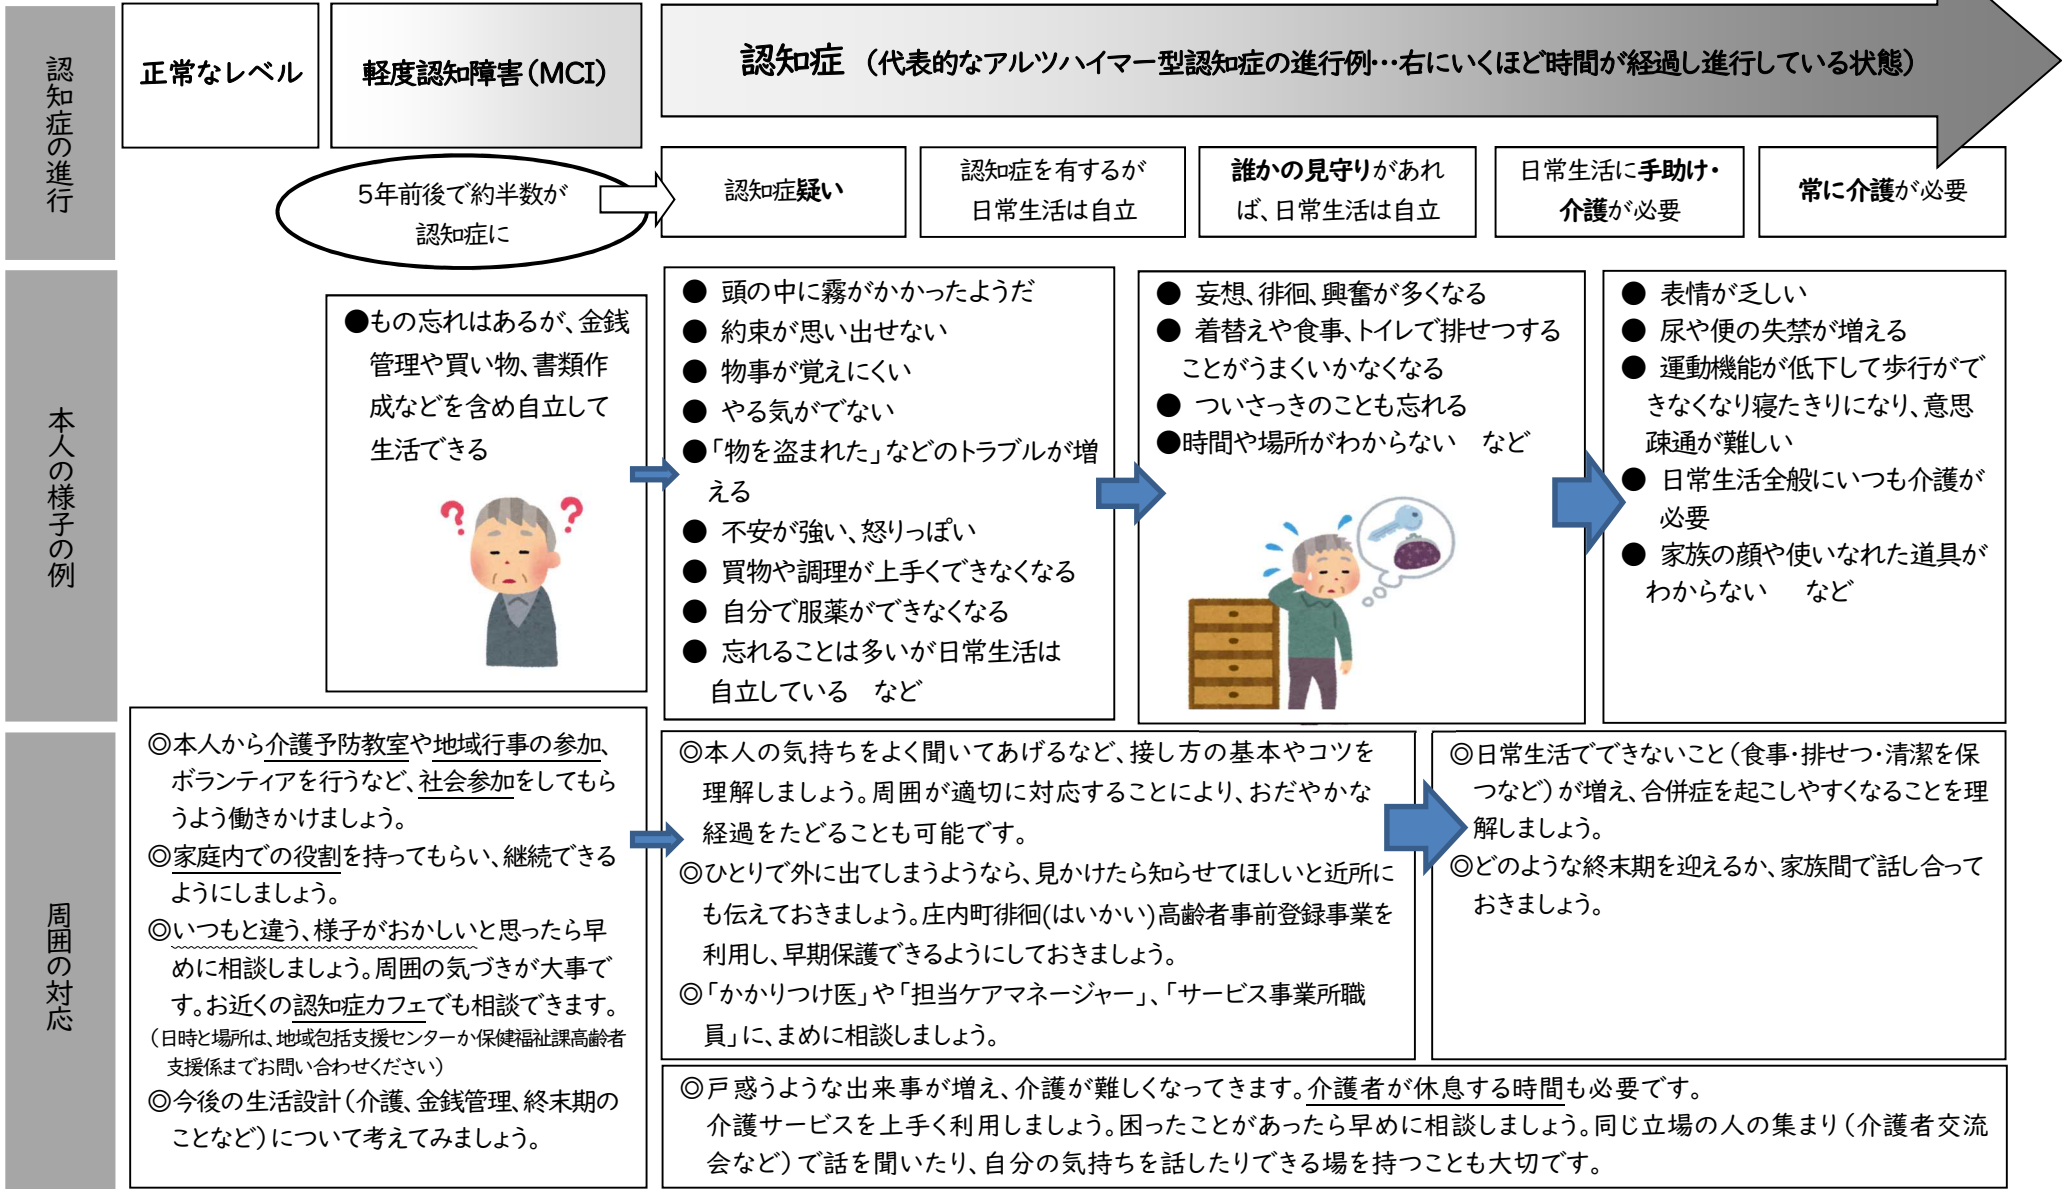 認知症の進行
正常なレベル
軽度認知障害(MCI)
認知症 (代表的なアルツハイマー型認知症の進行例…右にいくほど時間が経過し進行している状態)
5年前後で約半数が
認知症に
認知症疑い
認知症を有するが
日常生活は自立
誰かの見守りがあれ
ば、日常生活は自立
日常生活に手助け・
介護が必要
常に介護が必要
本人の様子の例
●もの忘れはあるが、金銭
管理や買い物、書類作
成などを含め自立して
生活できる
? ?
● 頭の中に霧がかかったようだ
● 約束が思い出せない
● 物事が覚えにくい
● やる気がでない
●「物を盗まれた」などのトラブルが増
える
● 不安が強い、怒りっぽい
● 買物や調理が上手くできなくなる
● 自分で服薬ができなくなる
● 忘れることは多いが日常生活は
自立している など
● 妄想、徘徊、興奮が多くなる
● 着替えや食事、トイレで排せつする
ことがうまくいかなくなる
● ついさっきのことも忘れる
●時間や場所がわからない など
● 表情が乏しい
● 尿や便の失禁が増える
● 運動機能が低下して歩行がで
きなくなり寝たきりになり、意思
疎通が難しい
● 日常生活全般にいつも介護が
必要
● 家族の顔や使いなれた道具が
わからない など
周囲の対応
◎本人から介護予防教室や地域行事の参加、
ボランティアを行うなど、社会参加をしてもら
うよう働きかけましょう。
◎家庭内での役割を持ってもらい、継続できる
ようにしましょう。
◎いつもと違う、様子がおかしいと思ったら早
めに相談しましょう。周囲の気づきが大事で
す。お近くの認知症カフェでも相談できます。
(日時と場所は、地域包括支援センターか保健福祉課高齢者
支援係までお問い合わせください)
◎今後の生活設計(介護、金銭管理、終末期の
ことなど)について考えてみましょう。
◎本人の気持ちをよく聞いてあげるなど、接し方の基本やコツを
理解しましょう。周囲が適切に対応することにより、おだやかな
経過をたどることも可能です。
◎ひとりで外に出てしまうようなら、見かけたら知らせてほしいと近所に
も伝えておきましょう。庄内町徘徊(はいかい)高齢者事前登録事業を
利用し、早期保護できるようにしておきましょう。
◎「かかりつけ医」や「担当ケアマネージャー」、「サービス事業所職
員」に、まめに相談しましょう。
◎日常生活でできないこと(食事・排せつ・清潔を保
つなど)が増え、合併症を起こしやすくなることを理
解しましょう。
◎どのような終末期を迎えるか、家族間で話し合って
おきましょう。
◎戸惑うような出来事が増え、介護が難しくなってきます。介護者が休息する時間も必要です。
介護サービスを上手く利用しましょう。困ったことがあったら早めに相談しましょう。同じ立場の人の集まり(介護者交流
会など)で話を聞いたり、自分の気持ちを話したりできる場を持つことも大切です。